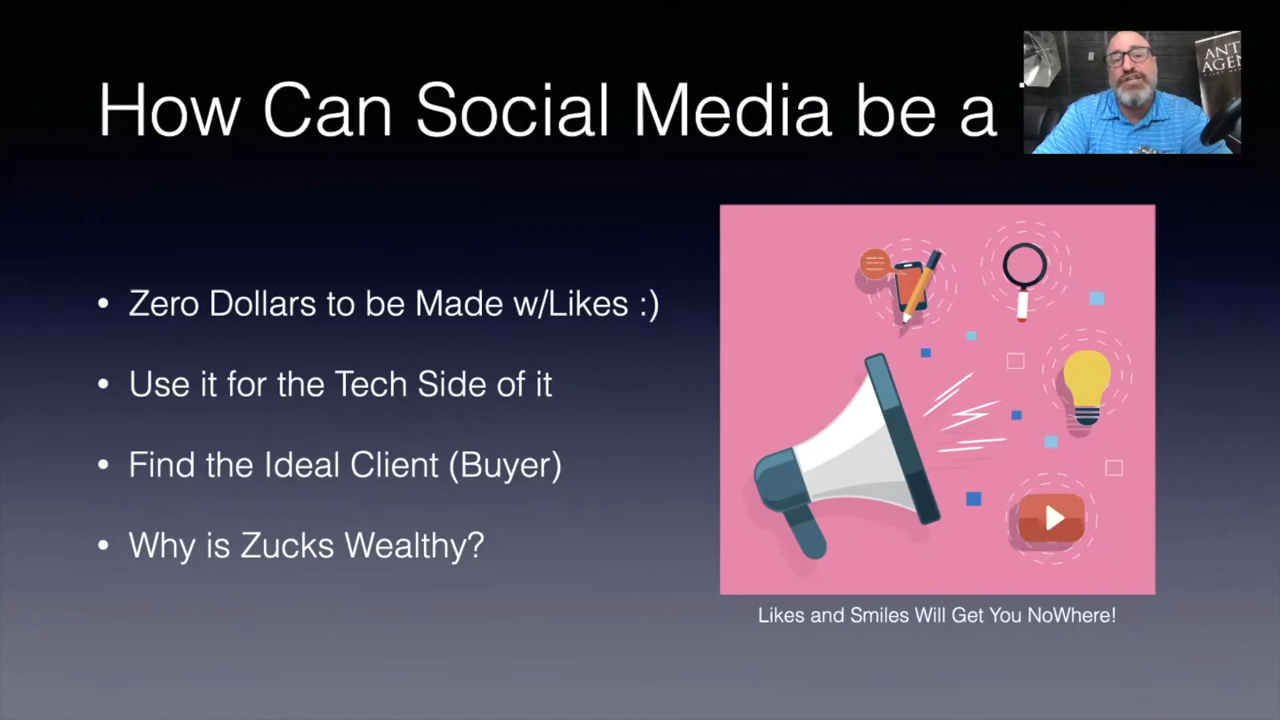 How Can Social Media be a
• Zero Dollars to be Made w/Likes :)
• Use it for the Tech Side of it
• Find the Ideal Client (Buyer)
• Why is Zucks Wealthy?
Likes and Smiles Will Get You NoWhere!